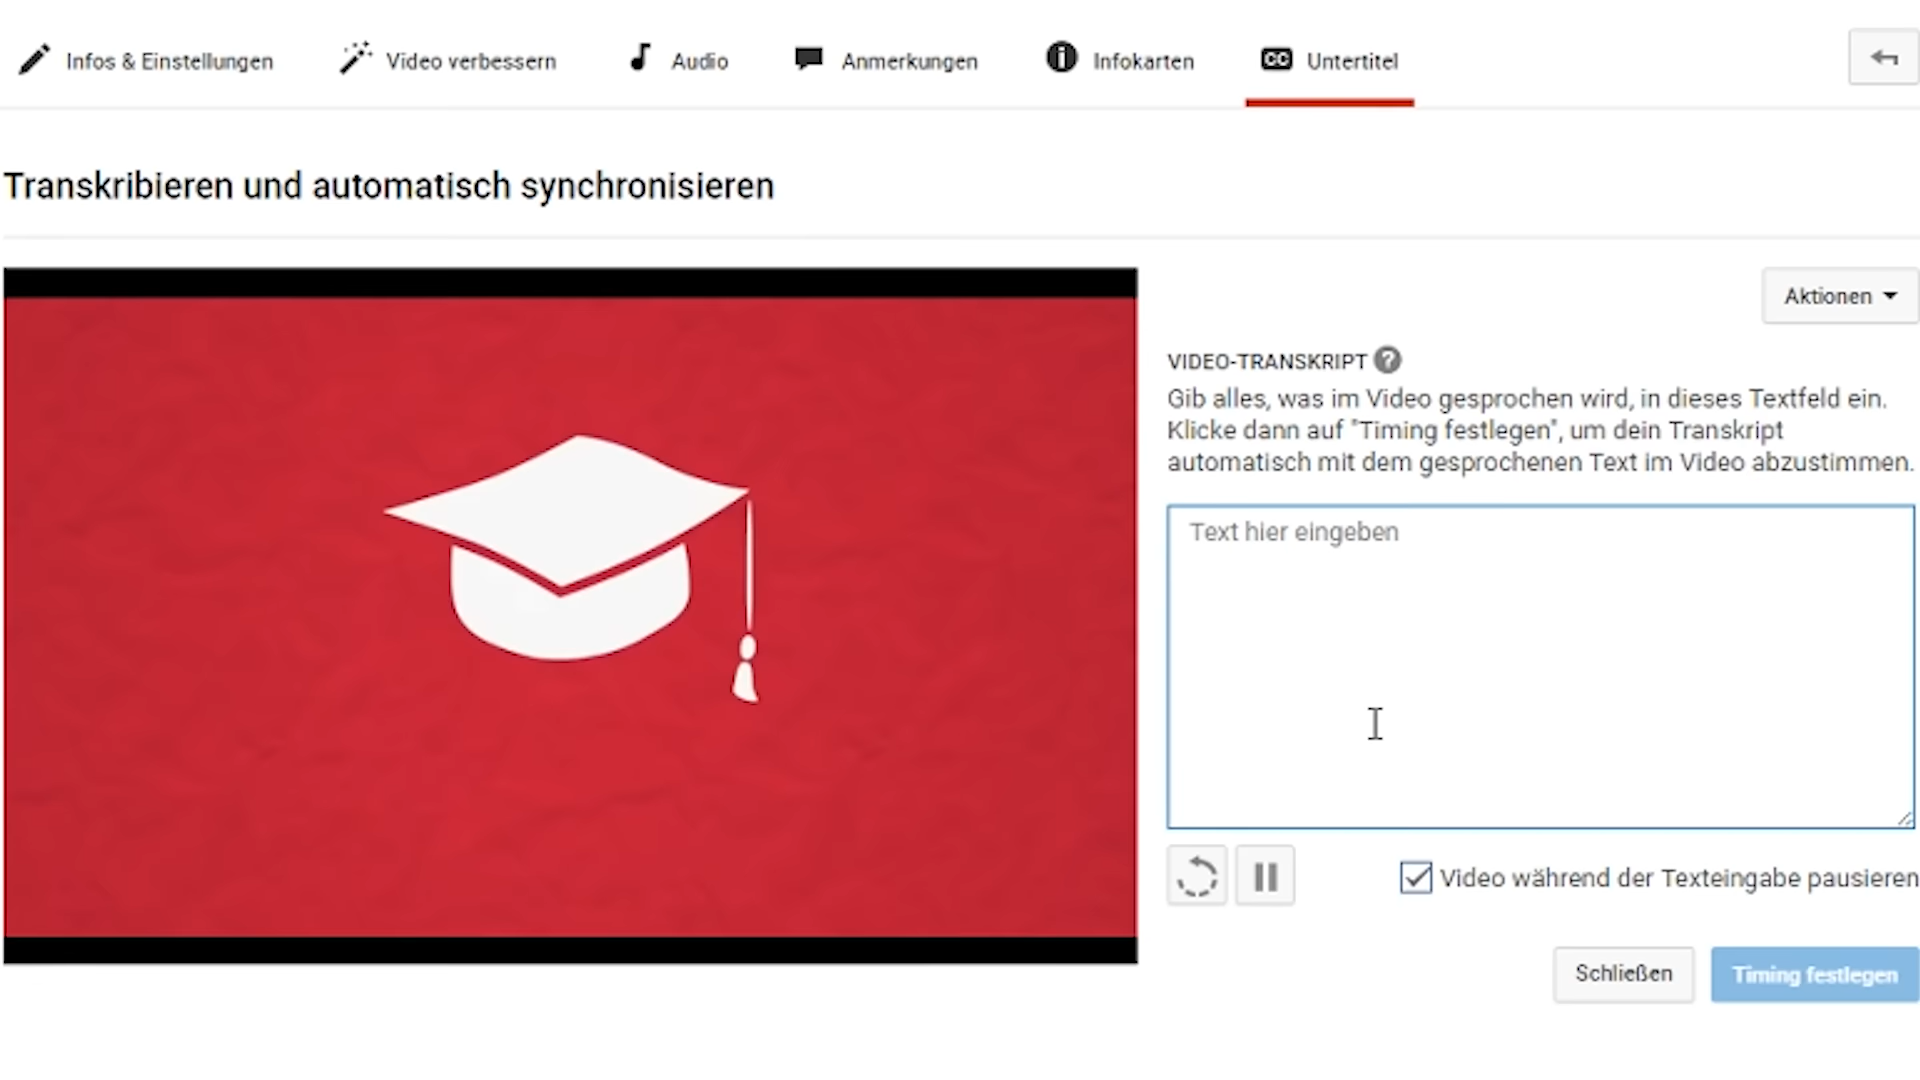 Infos & Einstellungen
Video verbessern
Audio
Anmerkungen
Infokarten
CC Untertitel
Transkribieren und automatisch synchronisieren
Aktionen
VIDEO-TRANSKRIPT ?
Gib alles, was im Video gesprochen wird, in dieses Textfeld ein.
Klicke dann auf "Timing festlegen", um dein Transkript
automatisch mit dem gesprochenen Text im Video abzustimmen.
Text hier eingeben
Video während der Texteingabe pausieren
Schließen
Timing festlegen